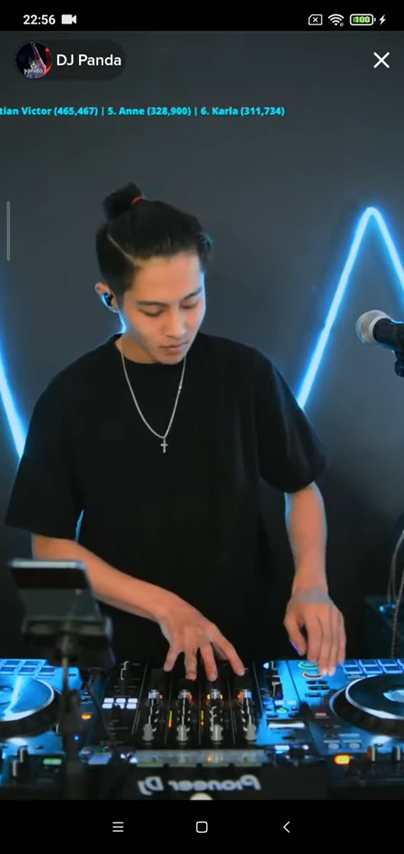 22:56
100
DJ Panda
tian Victor (465,467) | 5. Anne (328,900) | 6. Karla (311,734)
Pioneer Dj